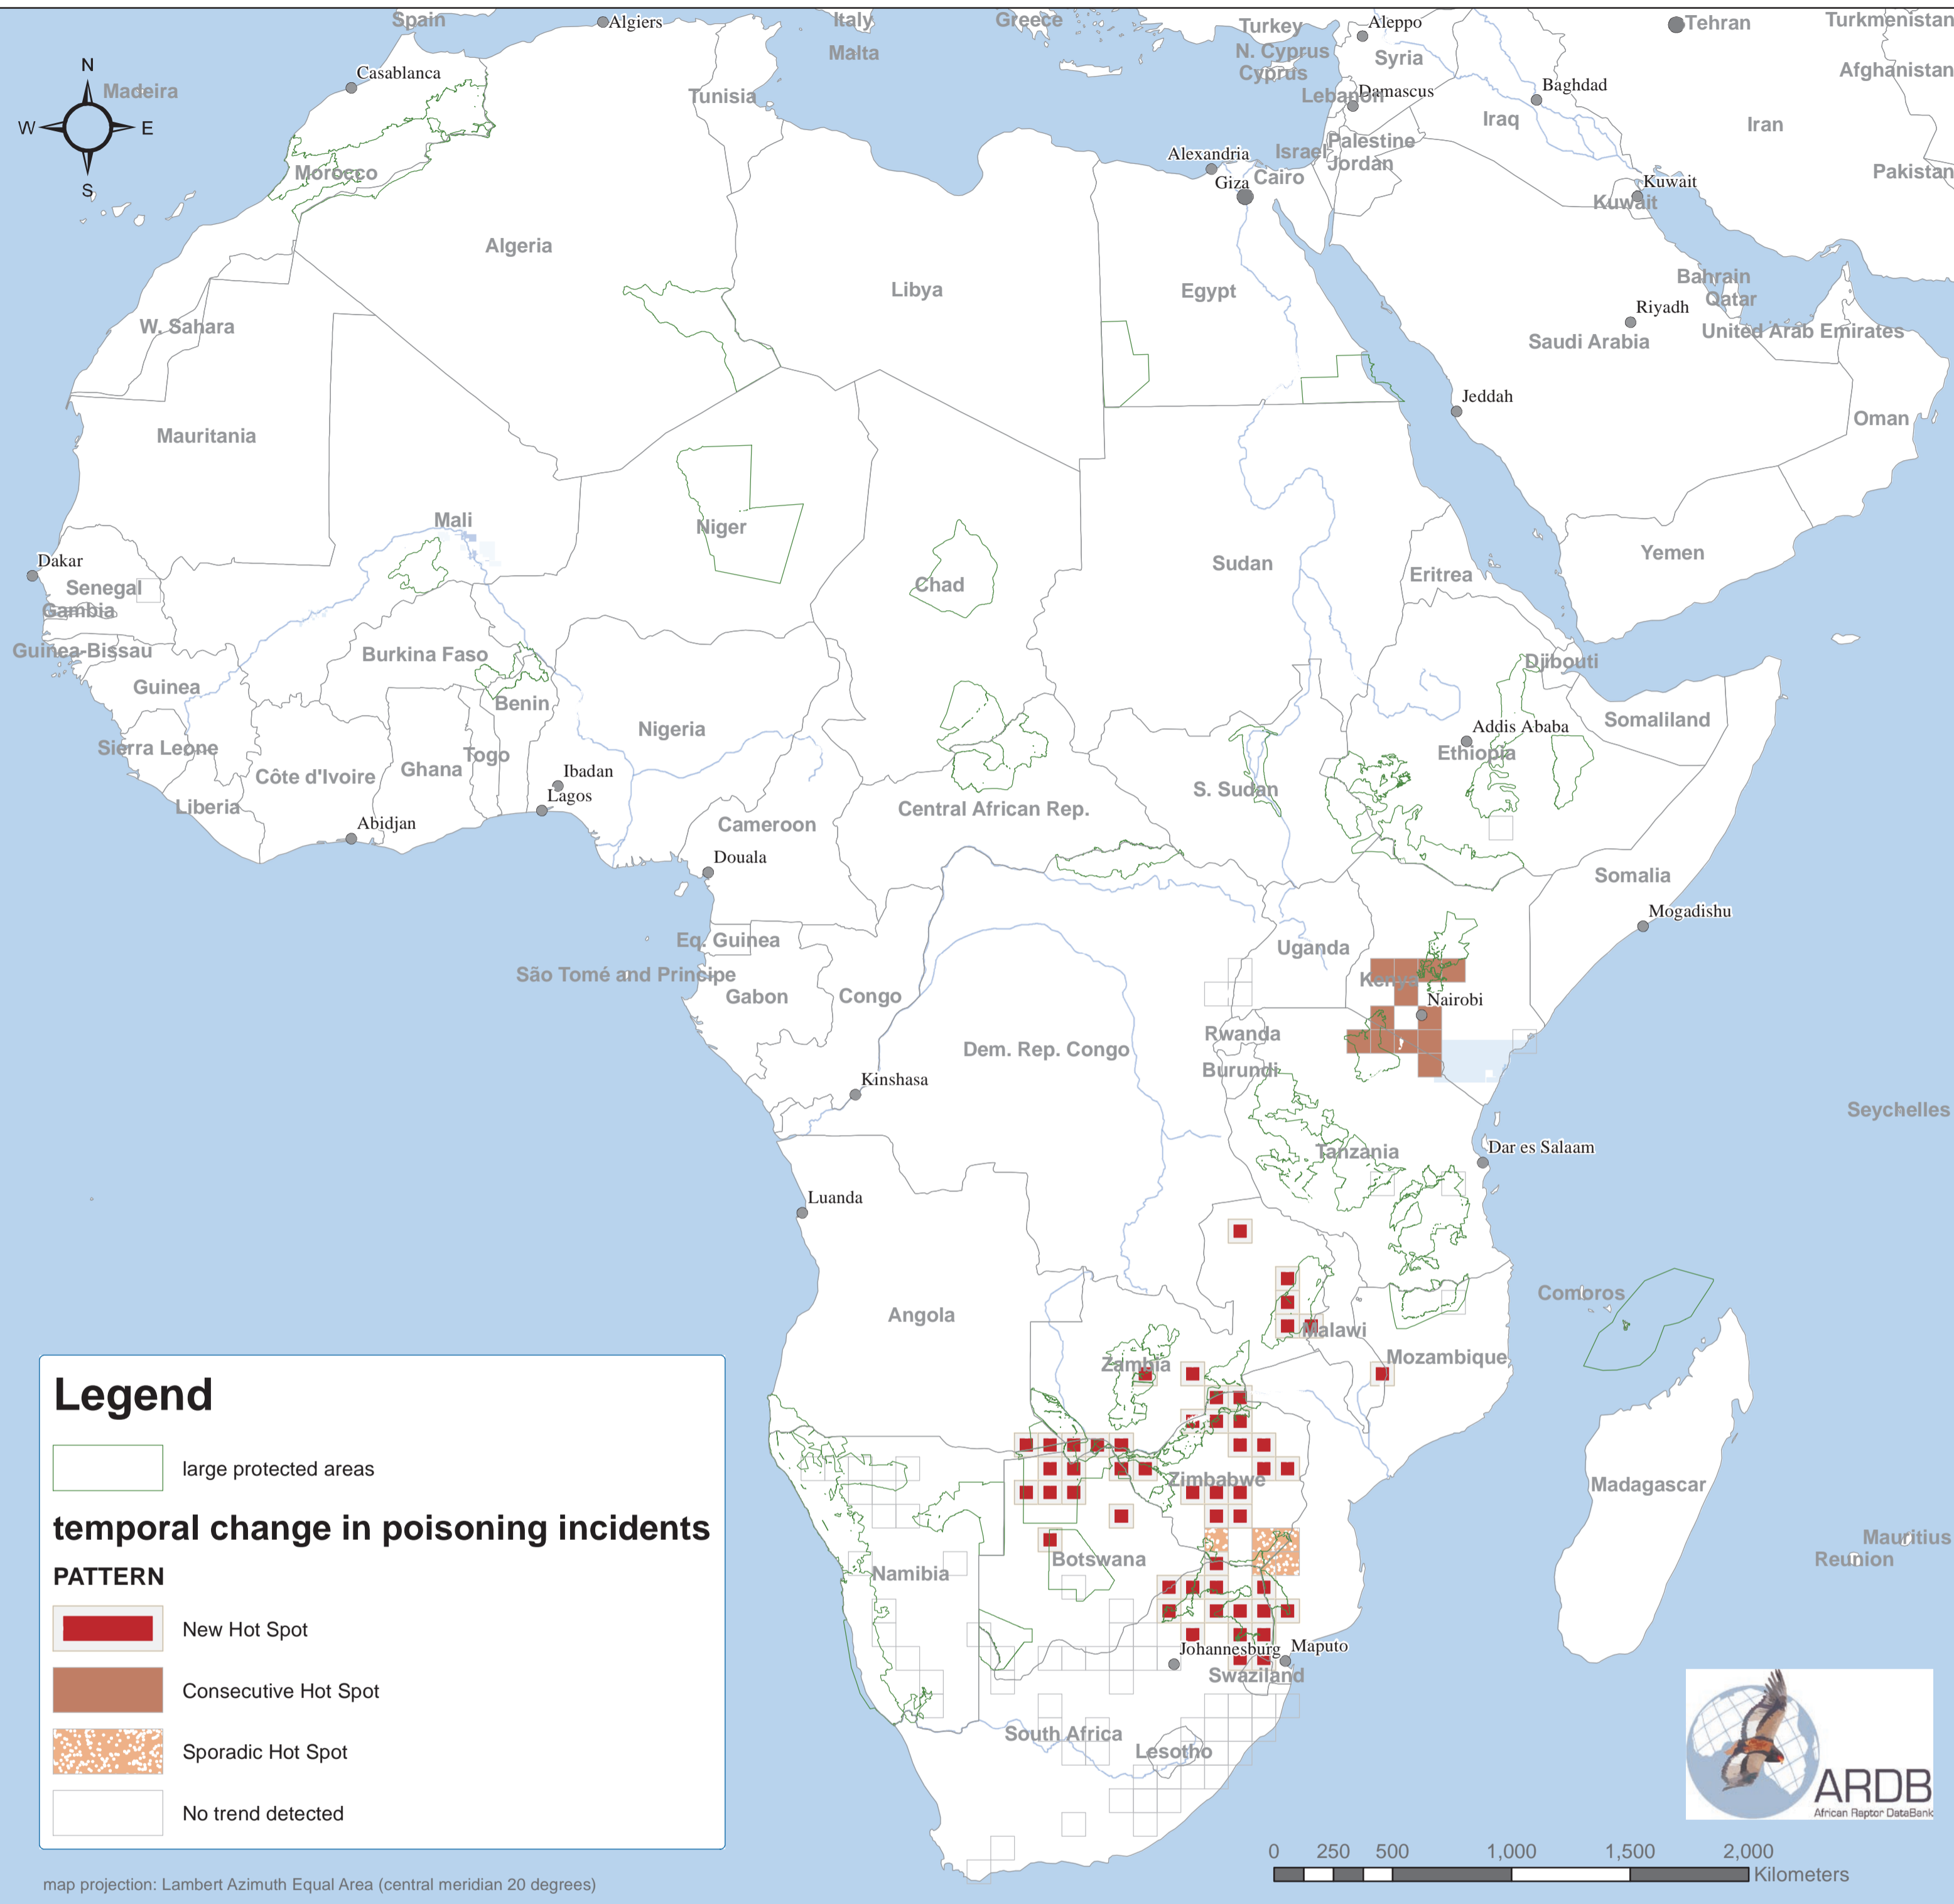 Spain
Algiers
Italy
Greece
Turkey
Aleppo
Tehran
Turkmenistan
Malta
N. Cyprus
Syria
Cyprus
Afghanistan
N
W
E
S
Madeira
Casablanca
Tunisia
Lebanon
Damascus
Baghdad
Iraq
Iran
Morocco
Alexandria
Israel
Palestine
Jordan
Giza
Cairo
Kuwait
Kuwait
Pakistan
Algeria
Libya
Egypt
Bahrain
Qatar
Riyadh
W. Sahara
Saudi Arabia
United Arab Emirates
Jeddah
Oman
Mauritania
Mali
Niger
Chad
Sudan
Eritrea
Yemen
Dakar
Senegal
Gambia
Guinea-Bissau
Burkina Faso
Djibouti
Guinea
Benin
Nigeria
Addis Ababa
Somaliland
Sierra Leone
Togo
Ethiopia
Côte d'Ivoire
Ghana
Ibadan
Lagos
Liberia
Abidjan
Cameroon
Central African Rep.
S. Sudan
Douala
Somalia
Mogadishu
Eq. Guinea
Uganda
São Tomé and Principe
Gabon
Congo
Kenya
Nairobi
Rwanda
Dem. Rep. Congo
Burundi
Kinshasa
Seychelles
Tanzania
Dar es Salaam
Luanda
Comoros
Angola
Malawi
Zambia
Mozambique
Zimbabwe
Madagascar
Botswana
Namibia
Mauritius
Reunion
Johannesburg
Maputo
Swaziland
South Africa
Lesotho
Legend
large protected areas
temporal change in poisoning incidents
PATTERN
New Hot Spot
Consecutive Hot Spot
Sporadic Hot Spot
No trend detected
map projection: Lambert Azimuth Equal Area (central meridian 20 degrees)
ARDB
African Raptor DataBank
0 250 500 1,000 1,500 2,000
Kilometers